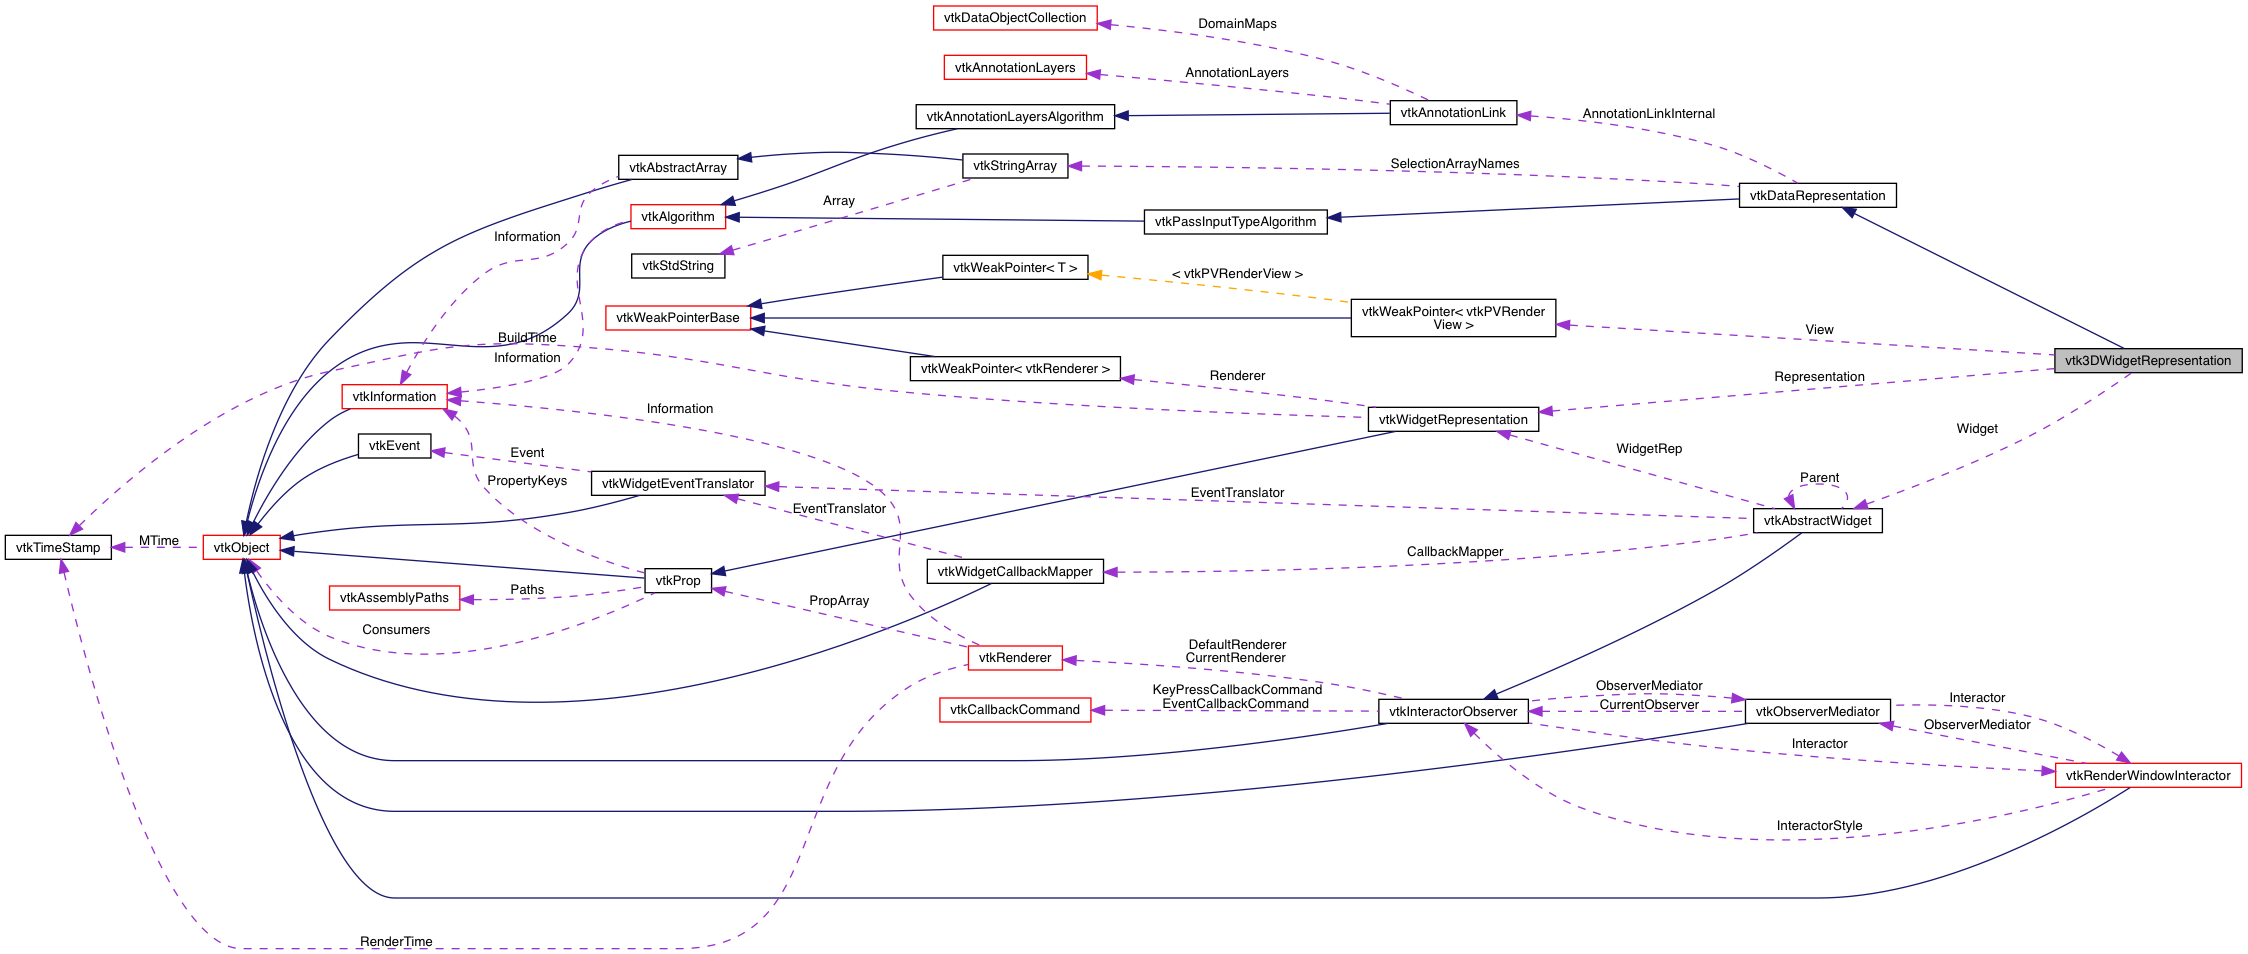 vtkDataObjectCollection
DomainMaps
vtkAnnotationLayers
AnnotationLayers
vtkAnnotationLayersAlgorithm
vtkAnnotationLink
AnnotationLinkInternal
vtkAbstractArray
vtkStringArray
SelectionArrayNames
vtkDataRepresentation
Array
vtkAlgorithm
vtkPassInputTypeAlgorithm
Information
vtkStdString
vtkWeakPointer< T >
< vtkPVRenderView >
vtkWeakPointerBase
vtkWeakPointer< vtkPVRender
View >
View
vtk3DWidgetRepresentation
BuildTime
Information
vtkWeakPointer< vtkRenderer >
Renderer
Representation
vtkInformation
Information
vtkWidgetRepresentation
Widget
vtkEvent
Event
WidgetRep
PropertyKeys
vtkWidgetEventTranslator
EventTranslator
Parent
EventTranslator
vtkAbstractWidget
vtkTimeStamp
MTime
vtkObject
CallbackMapper
vtkWidgetCallbackMapper
vtkProp
vtkAssemblyPaths
Paths
PropArray
Consumers
DefaultRenderer
CurrentRenderer
vtkRenderer
KeyPressCallbackCommand
EventCallbackCommand
vtkCallbackCommand
vtkInteractorObserver
ObserverMediator
CurrentObserver
vtkObserverMediator
Interactor
ObserverMediator
Interactor
vtkRenderWindowInteractor
InteractorStyle
RenderTime